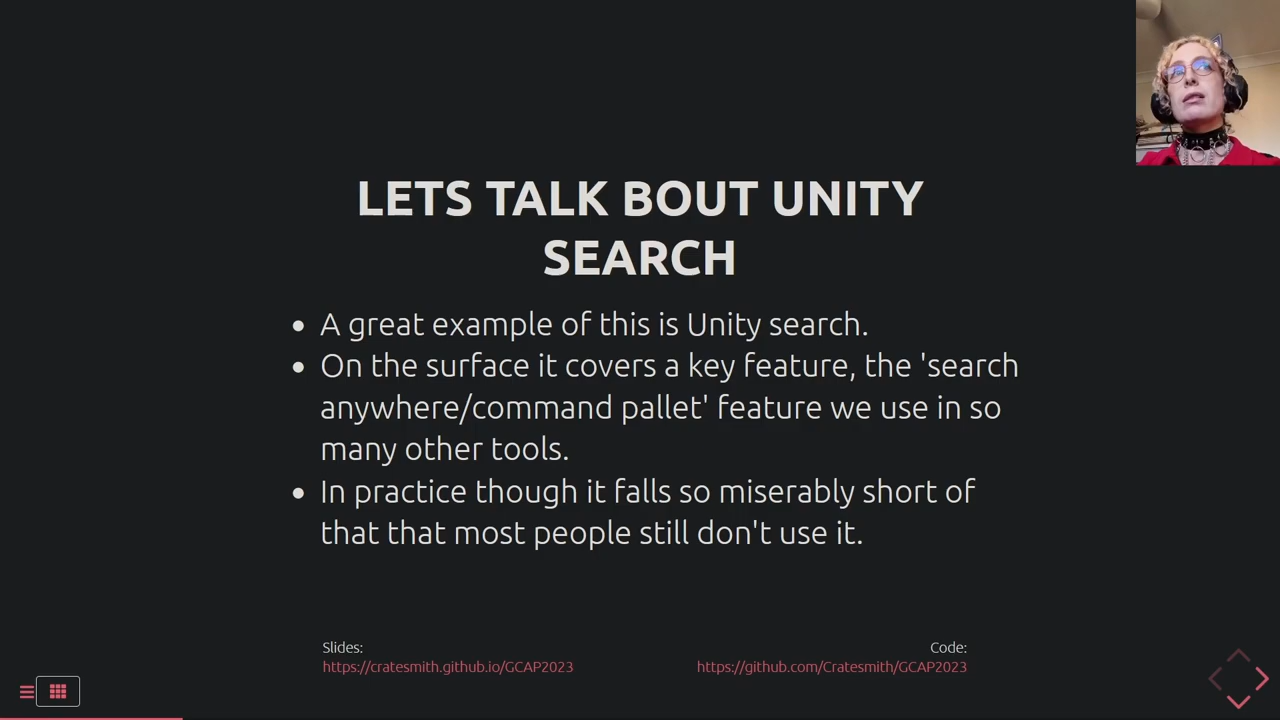 LETS TALK BOUT UNITY
SEARCH
A great example of this is Unity search.
On the surface it covers a key feature, the 'search
anywhere/command pallet' feature we use in so
many other tools.
In practice though it falls so miserably short of
that that most people still don't use it.
Slides:
https://cratesmith.github.io/GCAP2023
Code:
https://github.com/Cratesmith/GCAP2023